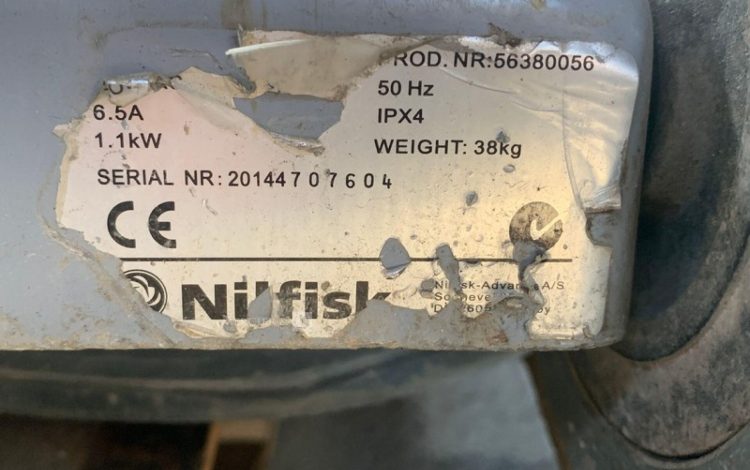 PROD. NR:56380056
50 Hz
6.5A IPX4
1.1kW WEIGHT: 38kg
SERIAL NR: 20144707604
CE
Nilfisk
A/S